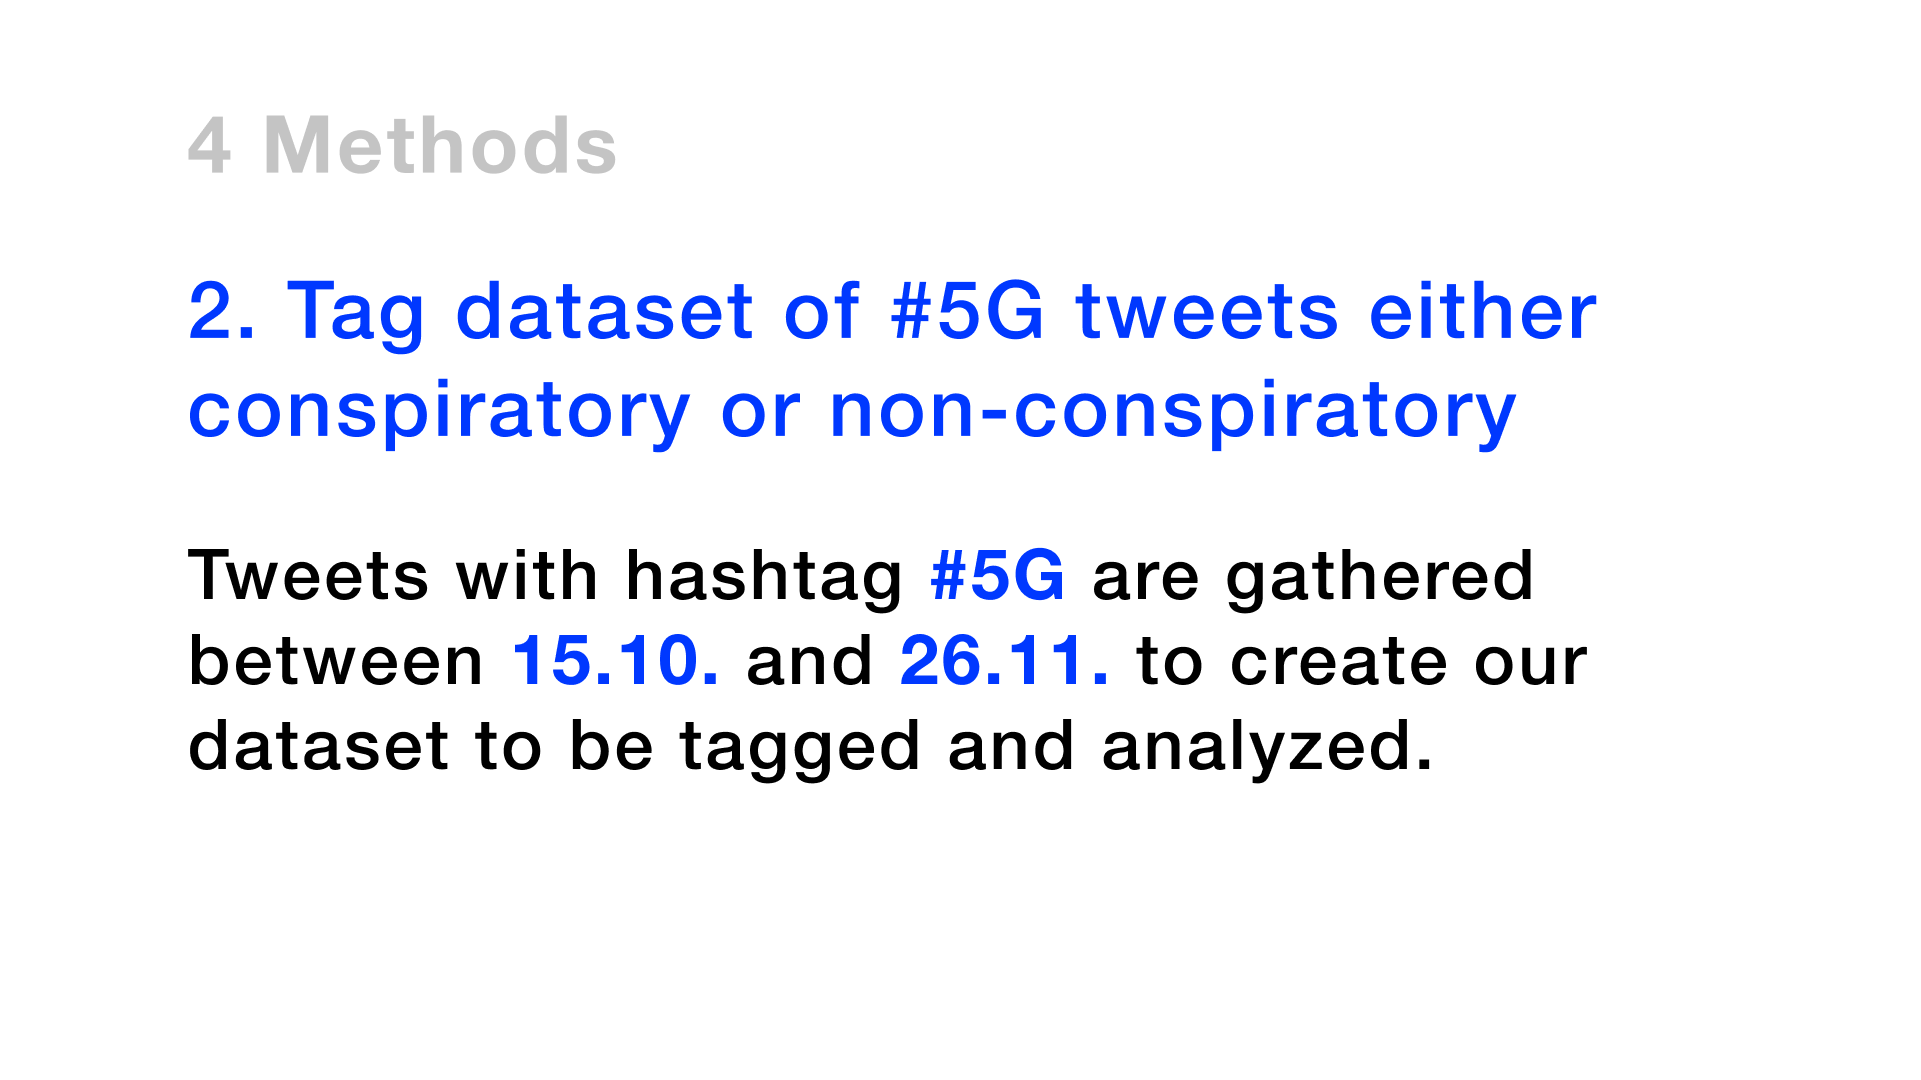 4 Methods
2. Tag dataset of #5G tweets either
conspiratory or non-conspiratory
Tweets with hashtag #5G are gathered
between 15.10. and 26.11. to create our
dataset to be tagged and analyzed.